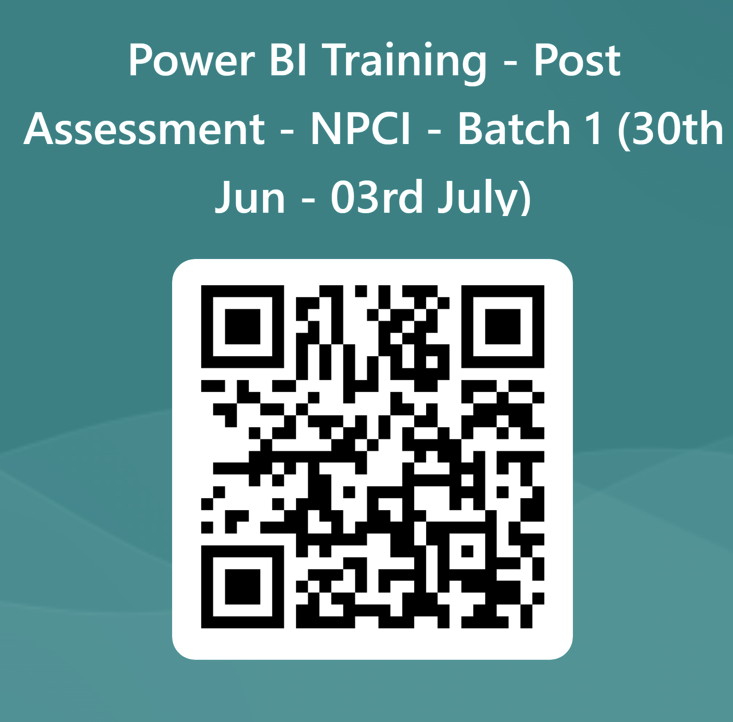 Power BI Training - Post
Assessment - NPCI - Batch 1 (30th
Jun - 03rd July)